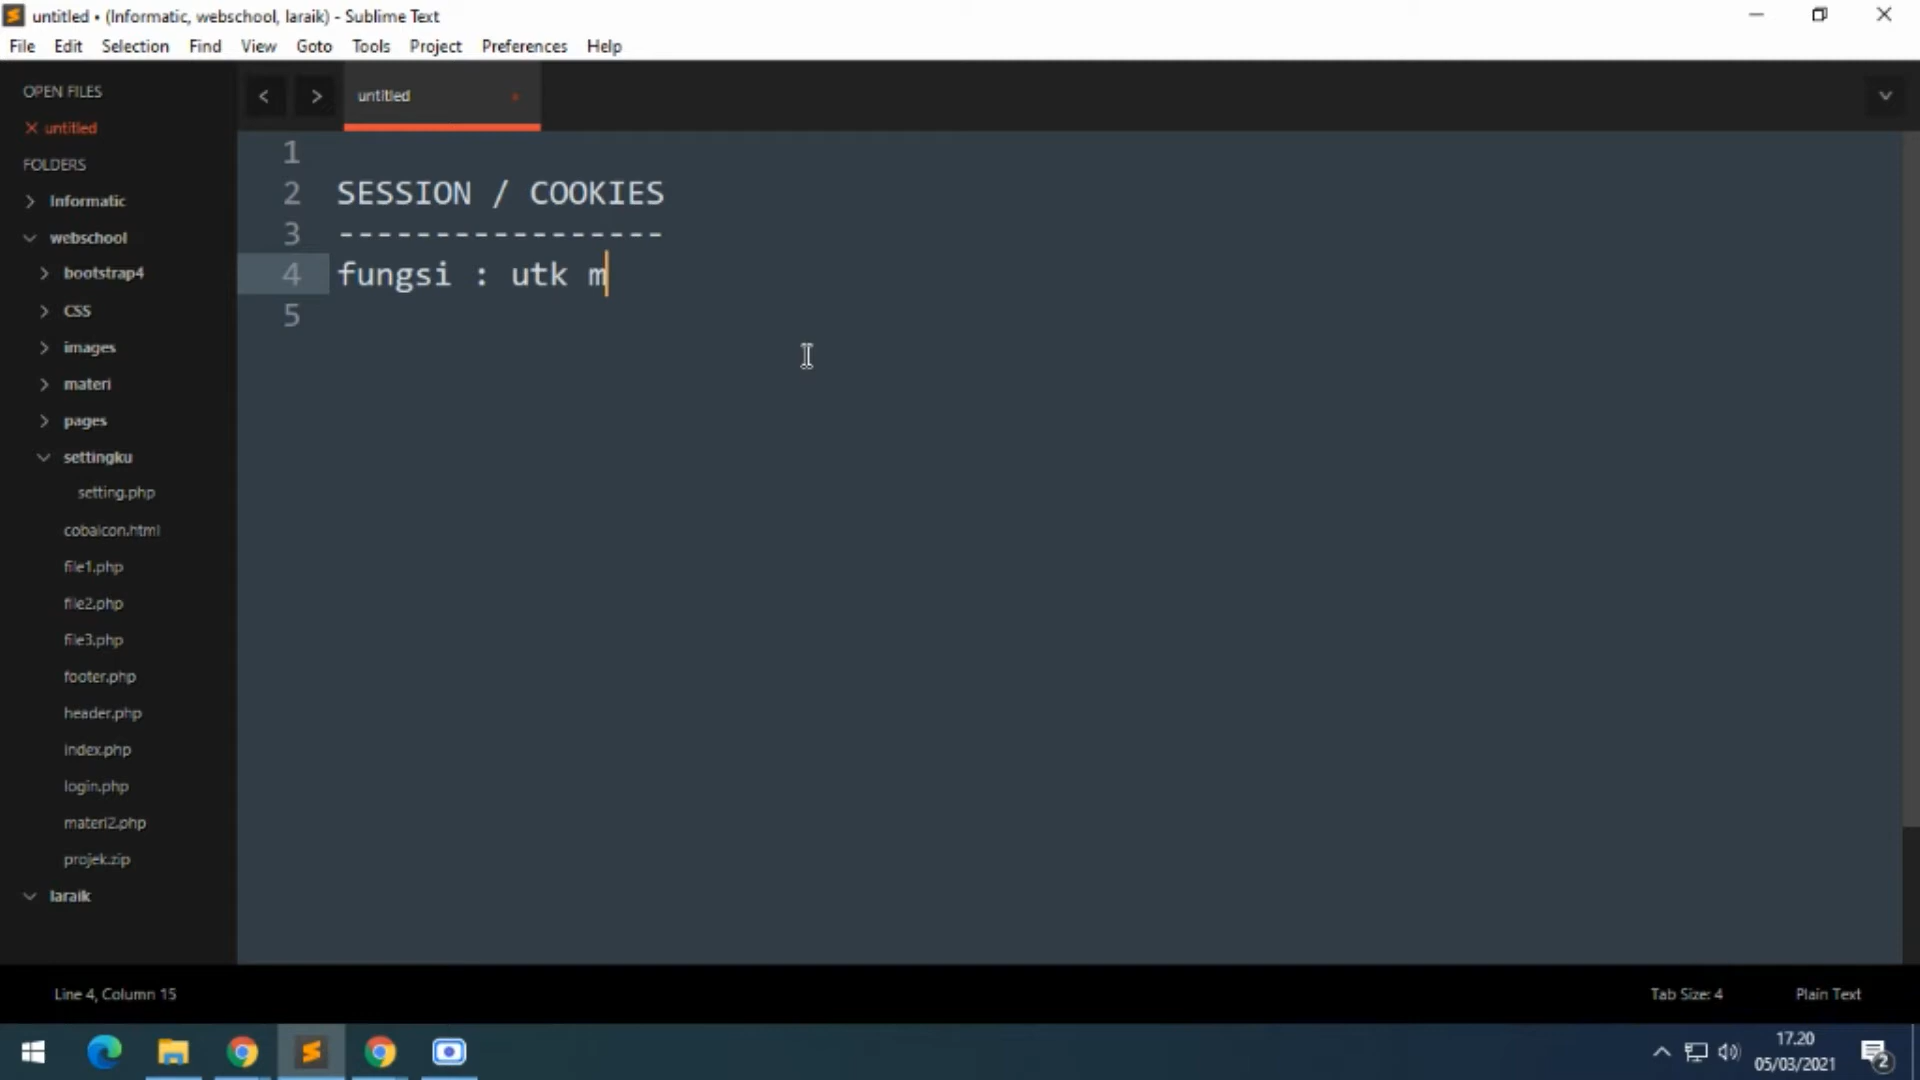 untitled • (Informatic, webschool, laraik) - Sublime Text
File Edit Selection Find View Goto Tools Project Preferences Help
OPEN FILES
untitled
FOLDERS
Informatic
webschool
bootstrap4
CSS
images
materi
pages
settingku
setting.php
cobaicon.html
file1.php
file2.php
file3.php
footer.php
header.php
index.php
login.php
materi2.php
projek.zip
laraik
untitled
1
2 SESSION / COOKIES
3 -----------------
4 fungsi : utk m
5
Line 4, Column 15
Tab Size: 4
Plain Text
17.20
05/03/2021
2